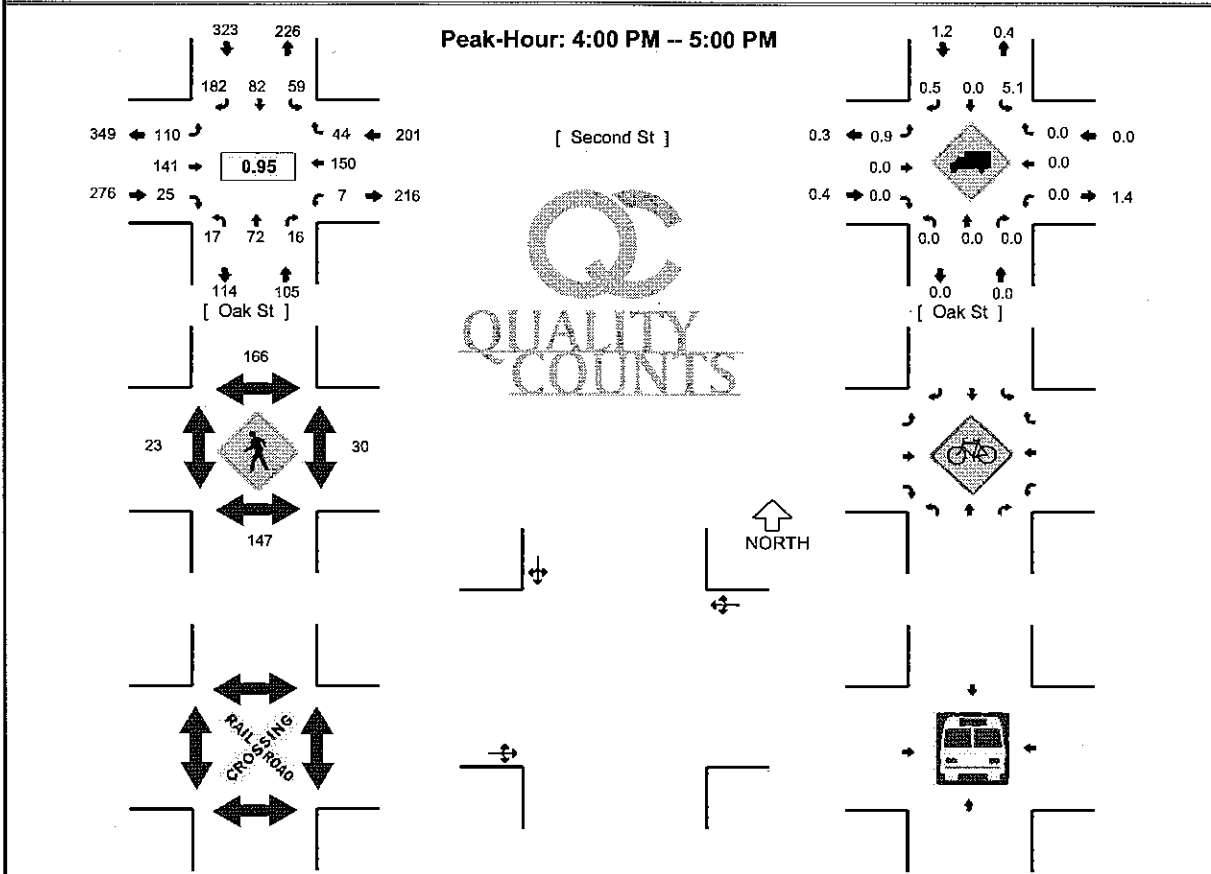 Peak-Hour: 4:00 PM -- 5:00 PM
323 226
182 82 59
349 110 44 201
141 0.95 150
276 25 7 216
17 72 16
114 105
[ Oak St ]
[ Second St ]
QC
QUALITY
COUNTS
1.2 0.4
0.5 0.0 5.1
0.3 0.9 0.0 0.0
0.0 0.0
0.4 0.0 0.0 1.4
0.0 0.0 0.0
0.0 0.0
[ Oak St ]
166
23 30
147
NORTH
RAIL ROAD
CROSSING